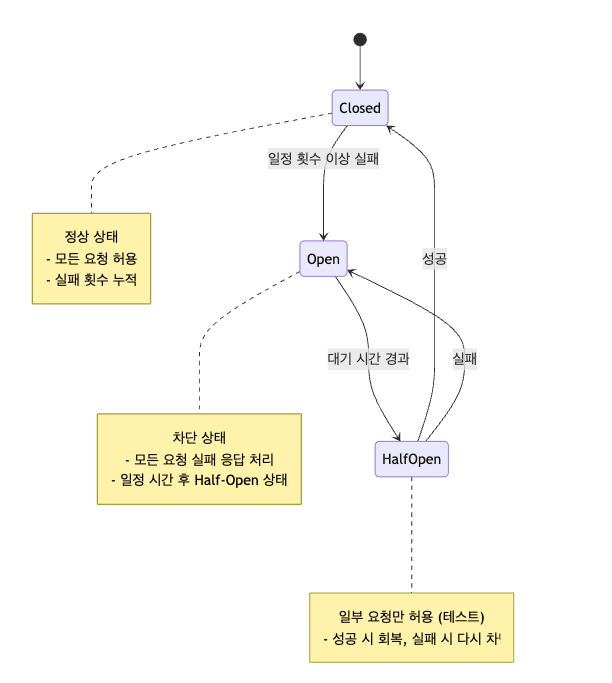 Closed
일정 횟수 이상 실패
정상 상태
- 모든 요청 허용
- 실패 횟수 누적
Open
성공
대기 시간 경과
실패
차단 상태
- 모든 요청 실패 응답 처리
- 일정 시간 후 Half-Open 상태
HalfOpen
일부 요청만 허용 (테스트)
- 성공 시 회복, 실패 시 다시